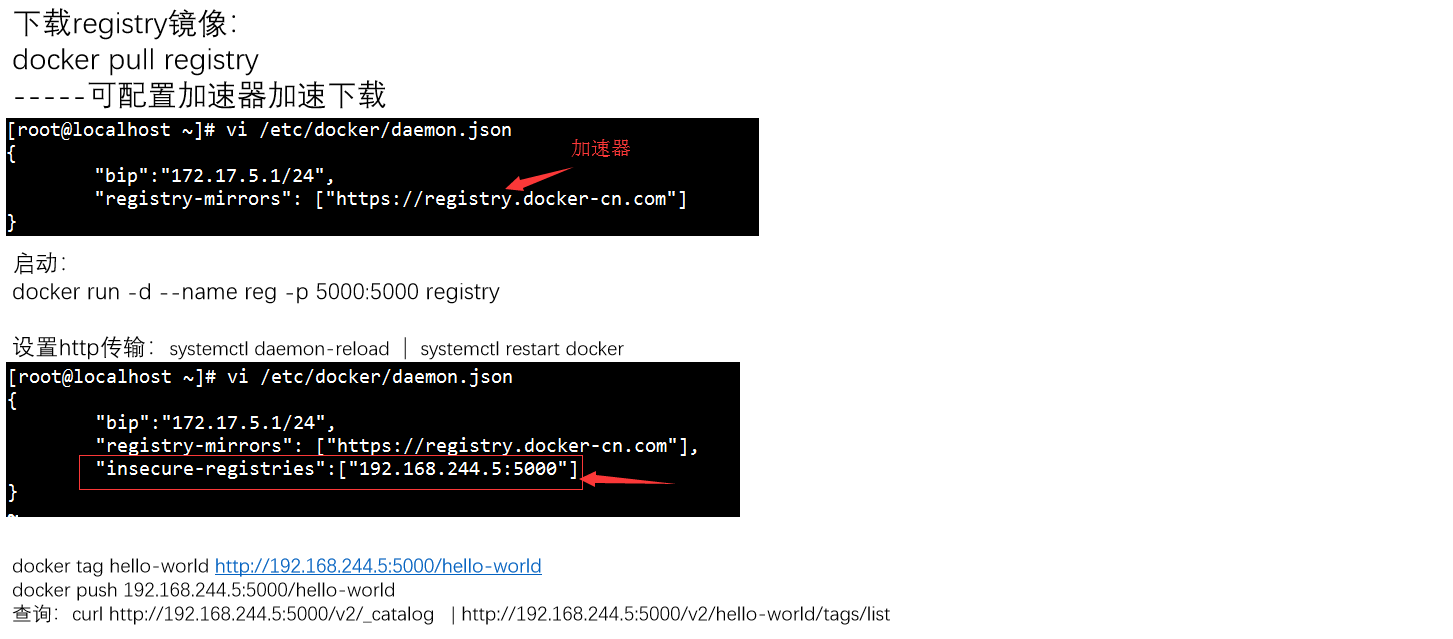 下载registry镜像：
docker pull registry
-----可配置加速器加速下载
[root@localhost ~]# vi /etc/docker/daemon.json
{
加速器
"bip":"172.17.5.1/24",
"registry-mirrors": ["https://registry.docker-cn.com"]
}
启动：
docker run -d --name reg -p 5000:5000 registry
设置http传输： systemctl daemon-reload | systemctl restart docker
[root@localhost ~]# vi /etc/docker/daemon.json
{
"bip":"172.17.5.1/24",
"registry-mirrors": ["https://registry.docker-cn.com"],
"insecure-registries":["192.168.244.5:5000"]
}
docker tag hello-world http://192.168.244.5:5000/hello-world
docker push 192.168.244.5:5000/hello-world
查询：curl http://192.168.244.5:5000/v2/_catalog | http://192.168.244.5:5000/v2/hello-world/tags/list